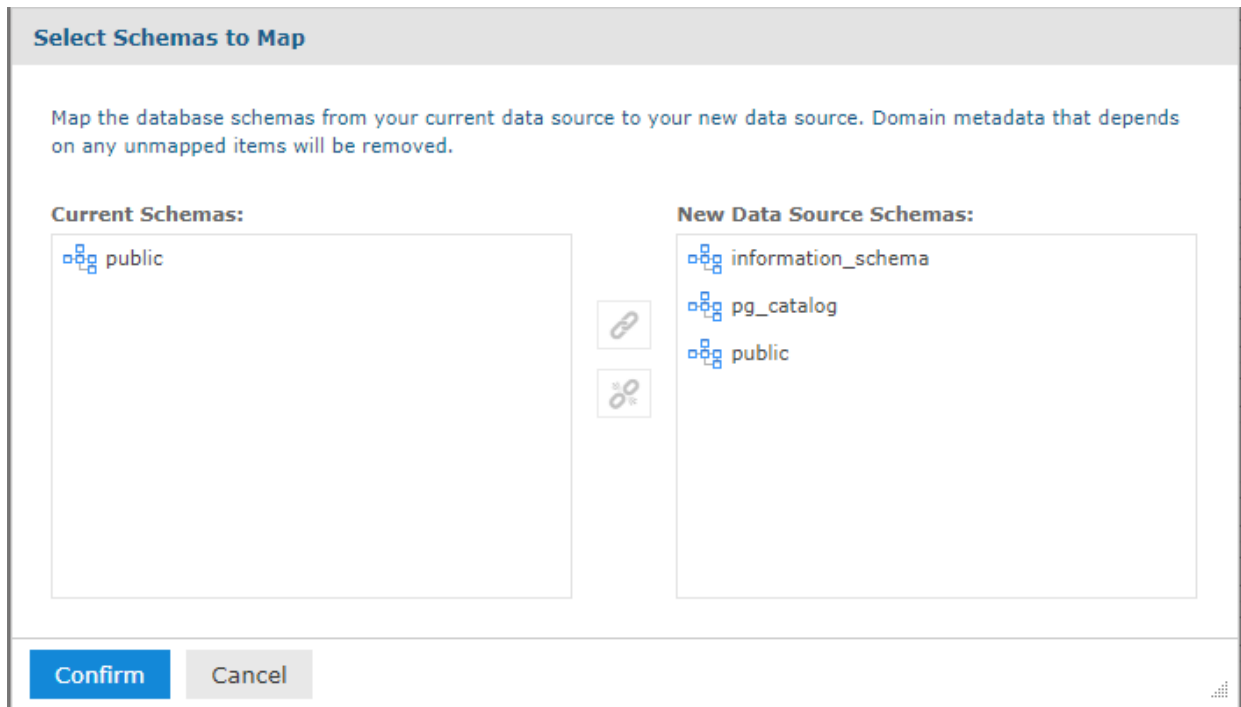 Select Schemas to Map
Map the database schemas from your current data source to your new data source. Domain metadata that depends
on any unmapped items will be removed.
Current Schemas:
public
New Data Source Schemas:
information_schema
pg_catalog
public
Confirm
Cancel